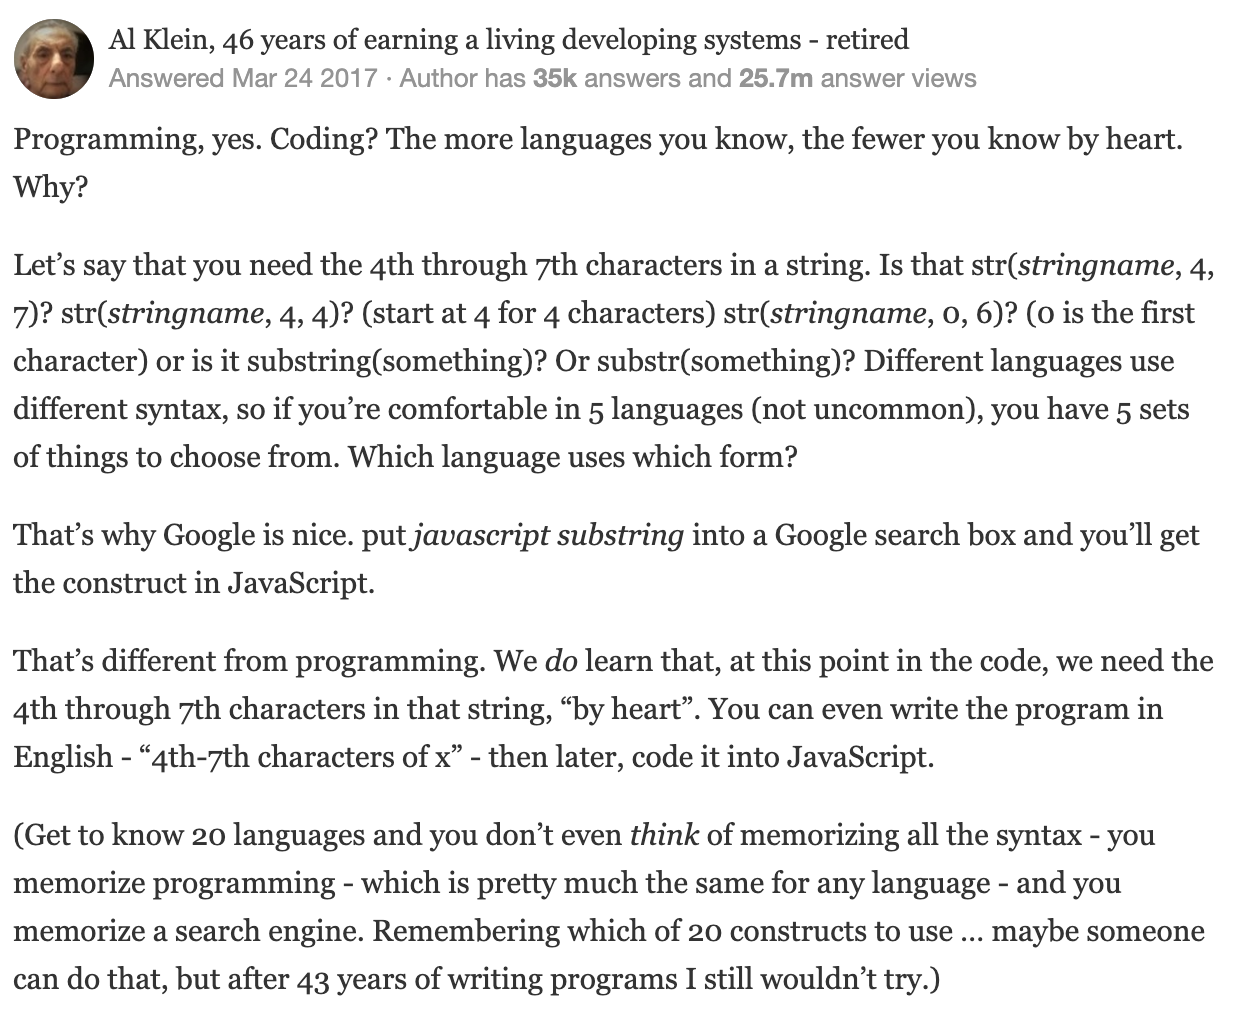 Al Klein, 46 years of earning a living developing systems - retired
Answered Mar 24 2017 · Author has 35k answers and 25.7m answer views
Programming, yes. Coding? The more languages you know, the fewer you know by heart.
Why?
Let’s say that you need the 4th through 7th characters in a string. Is that str(stringname, 4,
7)? str(stringname, 4, 4)? (start at 4 for 4 characters) str(stringname, 0, 6)? (0 is the first
character) or is it substring(something)? Or substr(something)? Different languages use
different syntax, so if you’re comfortable in 5 languages (not uncommon), you have 5 sets
of things to choose from. Which language uses which form?
That’s why Google is nice. put javascript substring into a Google search box and you’ll get
the construct in JavaScript.
That’s different from programming. We do learn that, at this point in the code, we need the
4th through 7th characters in that string, “by heart”. You can even write the program in
English - “4th-7th characters of x” - then later, code it into JavaScript.
(Get to know 20 languages and you don’t even think of memorizing all the syntax - you
memorize programming - which is pretty much the same for any language - and you
memorize a search engine. Remembering which of 20 constructs to use ... maybe someone
can do that, but after 43 years of writing programs I still wouldn’t try.)